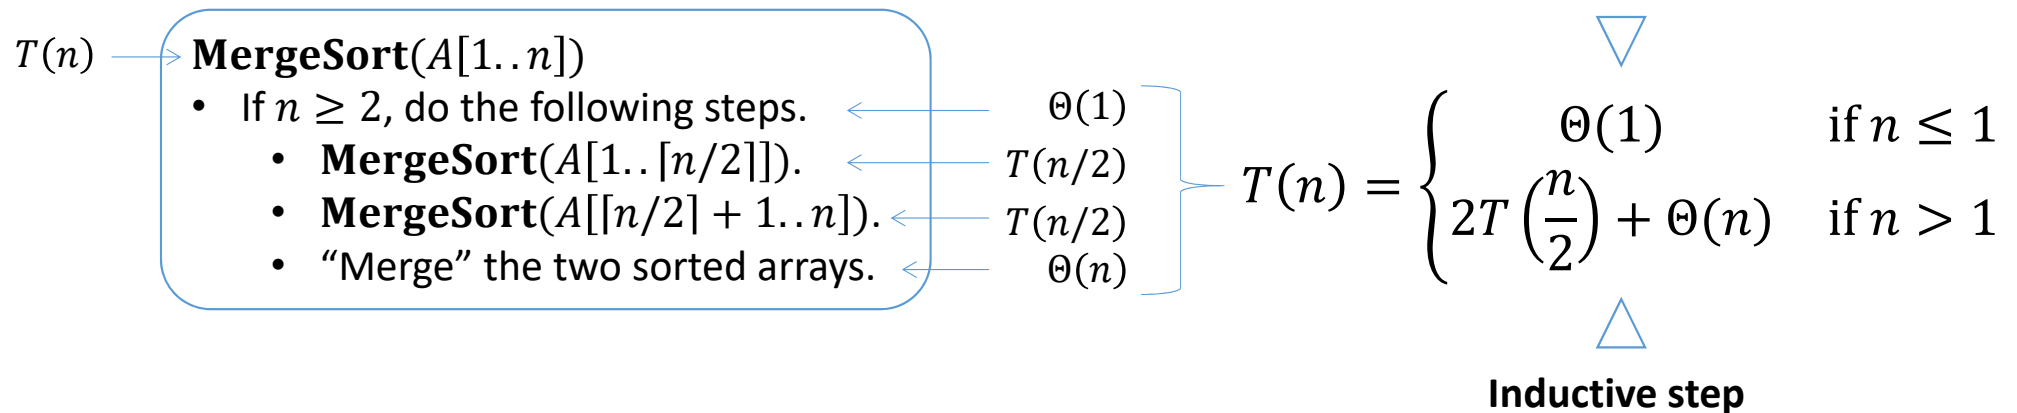 T(n)
MergeSort(A[1..n])
• If n ≥ 2, do the following steps.
Θ(1)
• MergeSort(A[1..⌈n/2⌉]).
T(n/2)
• MergeSort(A[⌈n/2⌉ + 1..n]).
T(n/2)
• “Merge” the two sorted arrays.
Θ(n)
T(n) = { Θ(1) if n ≤ 1
2T(n/2) + Θ(n) if n > 1
Inductive step